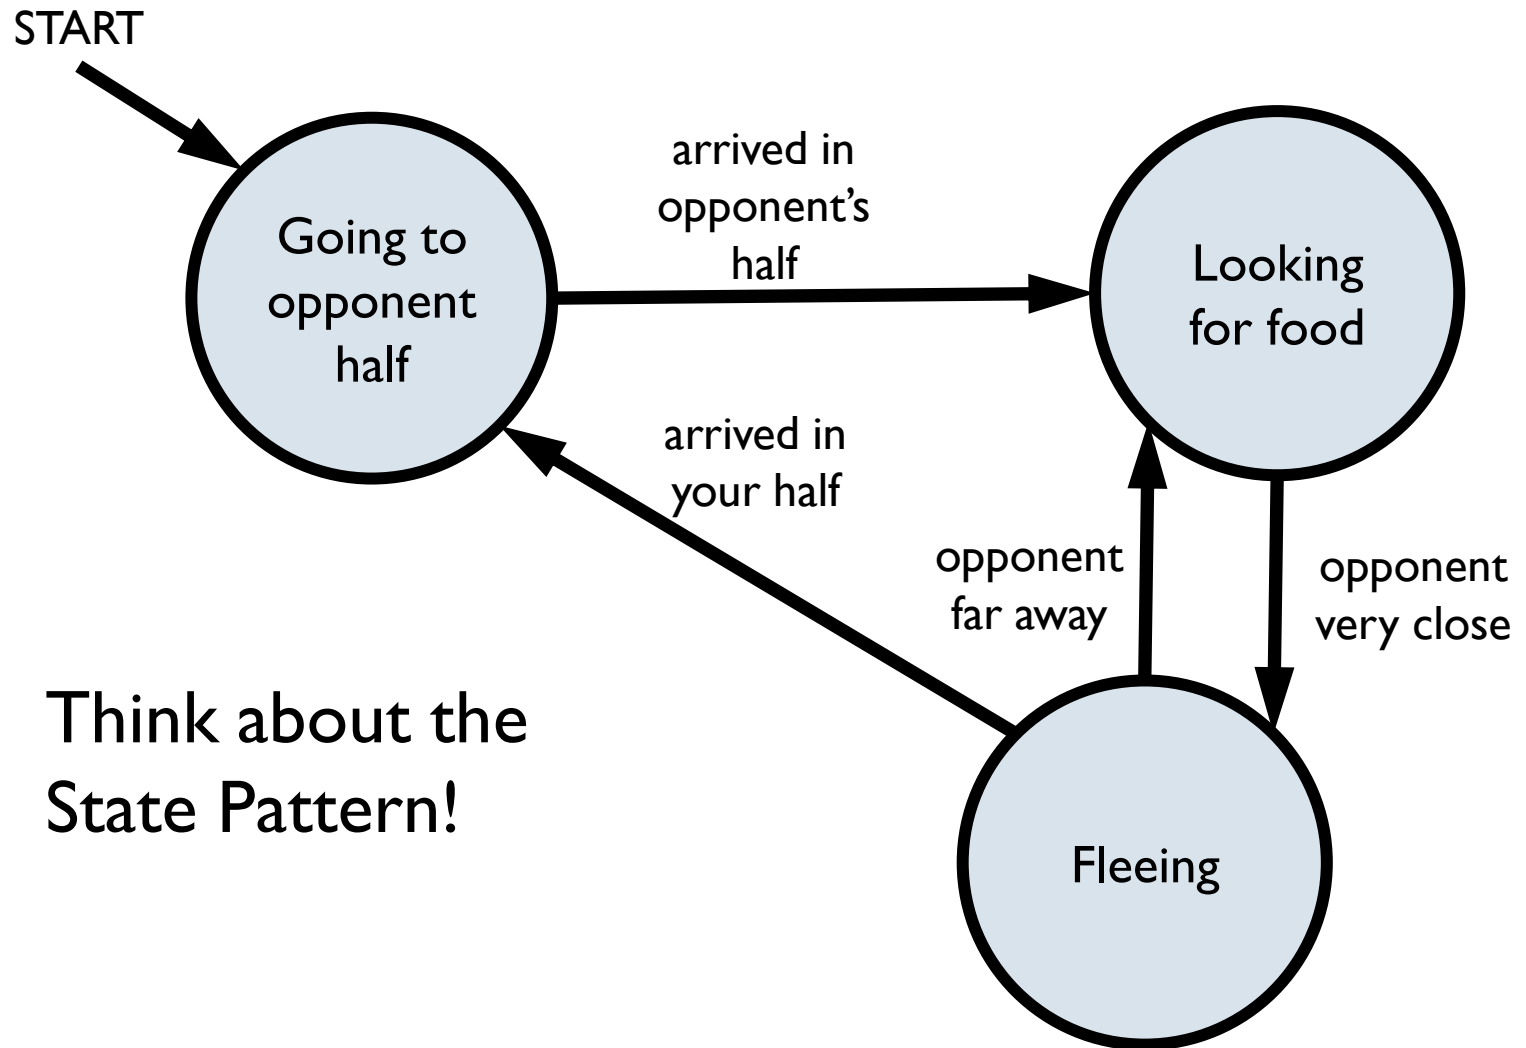 START
Going to
opponent
half
arrived in
opponent’s
half
Looking
for food
arrived in
your half
opponent
far away
opponent
very close
Think about the
State Pattern!
Fleeing